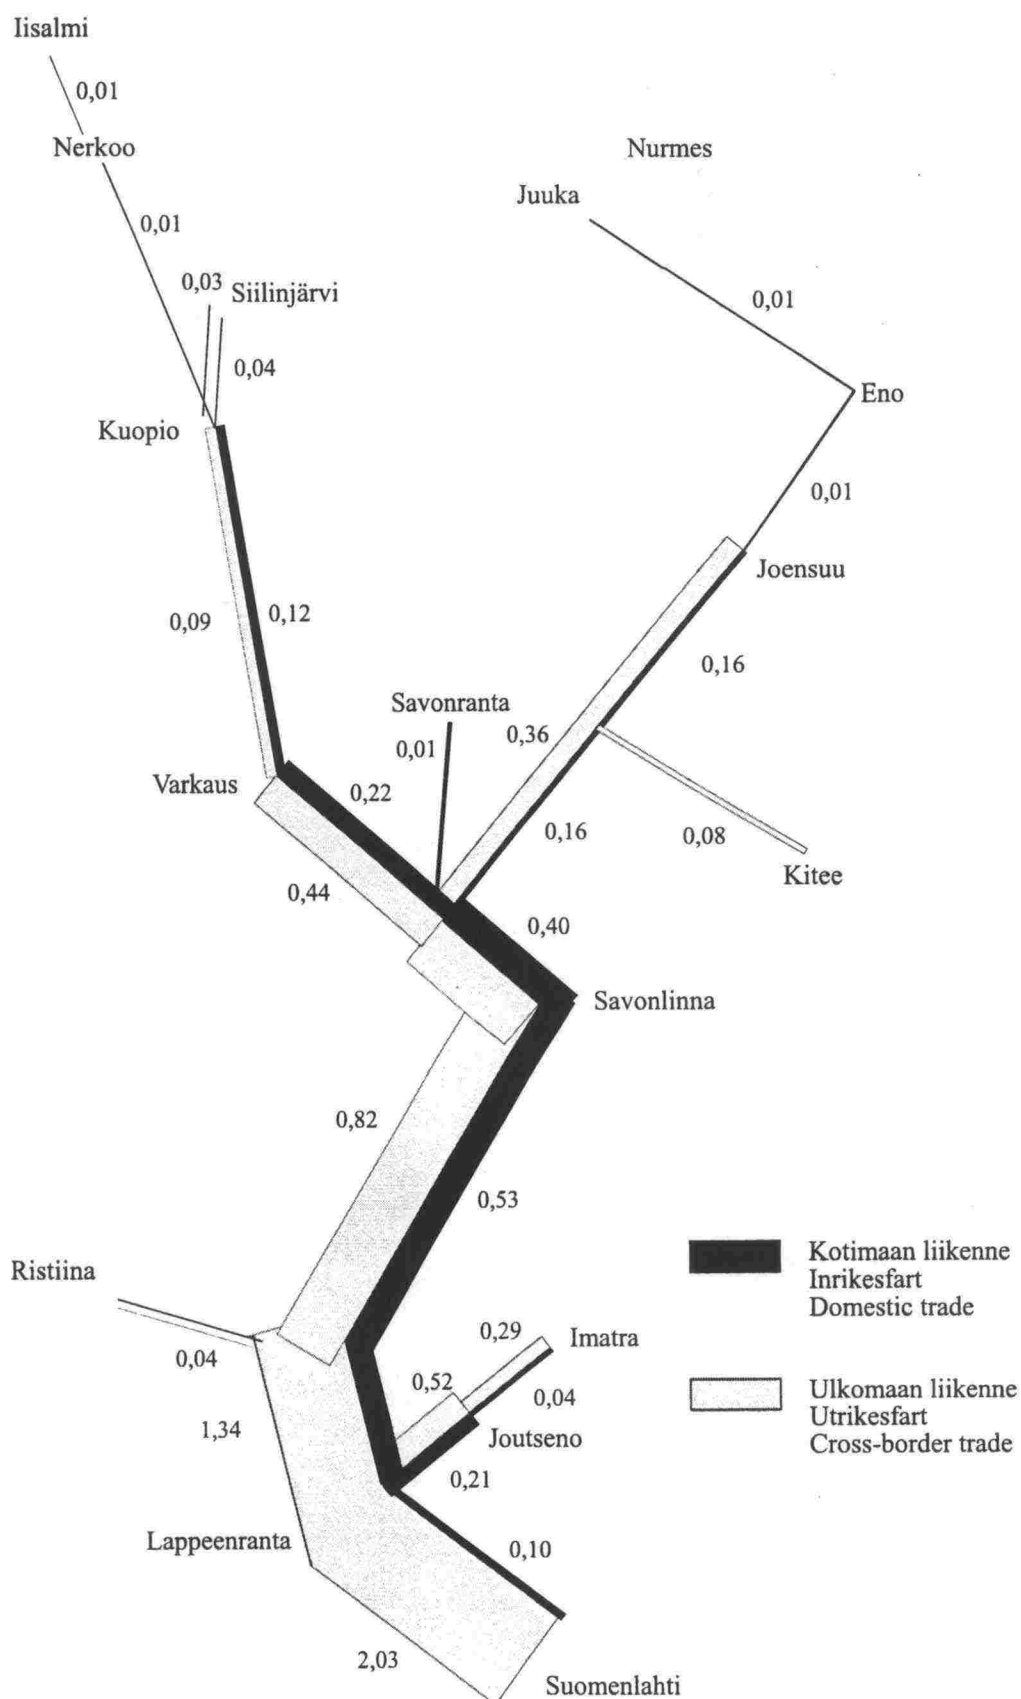 Iisalmi
0,01
Nerkoo
Nurmes
Juuka
0,01
0,03
Siilinjärvi
0,01
0,04
Eno
Kuopio
0,01
Joensuu
0,09
0,12
0,16
Savonranta
0,36
0,01
Varkaus
0,22
0,16
0,08
Kitee
0,44
0,40
Savonlinna
0,82
0,53
Ristiina
Kotimaan liikenne
Inrikesfart
Domestic trade
0,29
Imatra
0,04
0,52
0,04
Ulkomaan liikenne
Utrikesfart
Cross-border trade
1,34
Joutseno
0,21
Lappeenranta
0,10
2,03
Suomenlahti